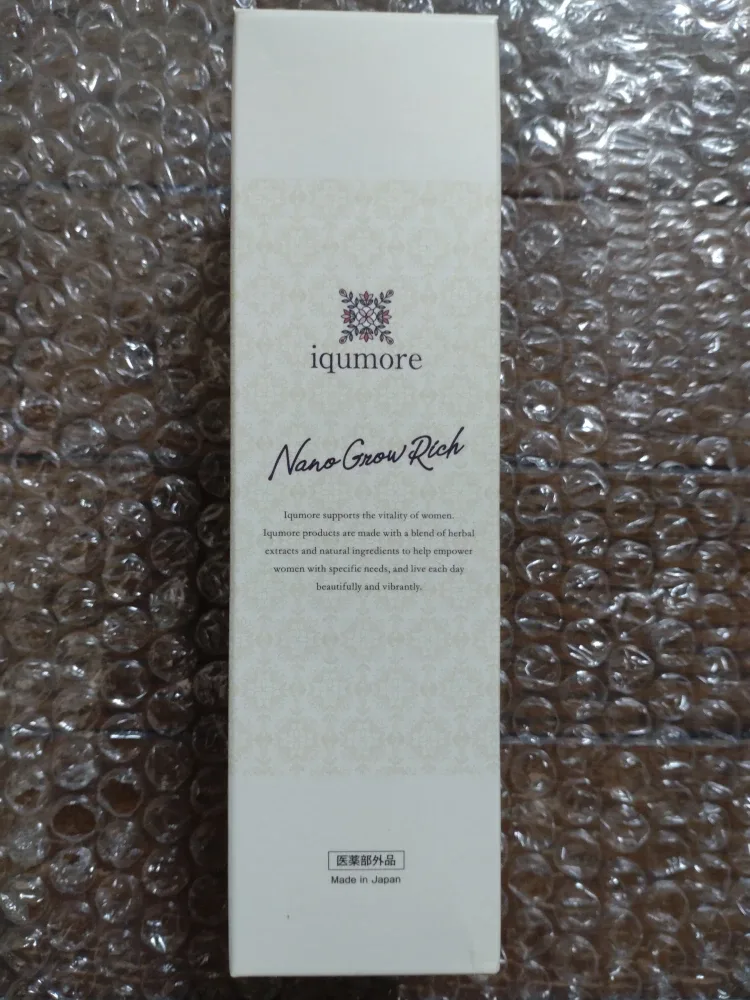 iqumore
Nano Grow Rich
Iqumore supports the vitality of women.
Iqumore products are made with a blend of herbal
extracts and natural ingredients to help empower
women with specific needs, and live each day
beautifully and vibrantly.
医薬部外品
Made in Japan